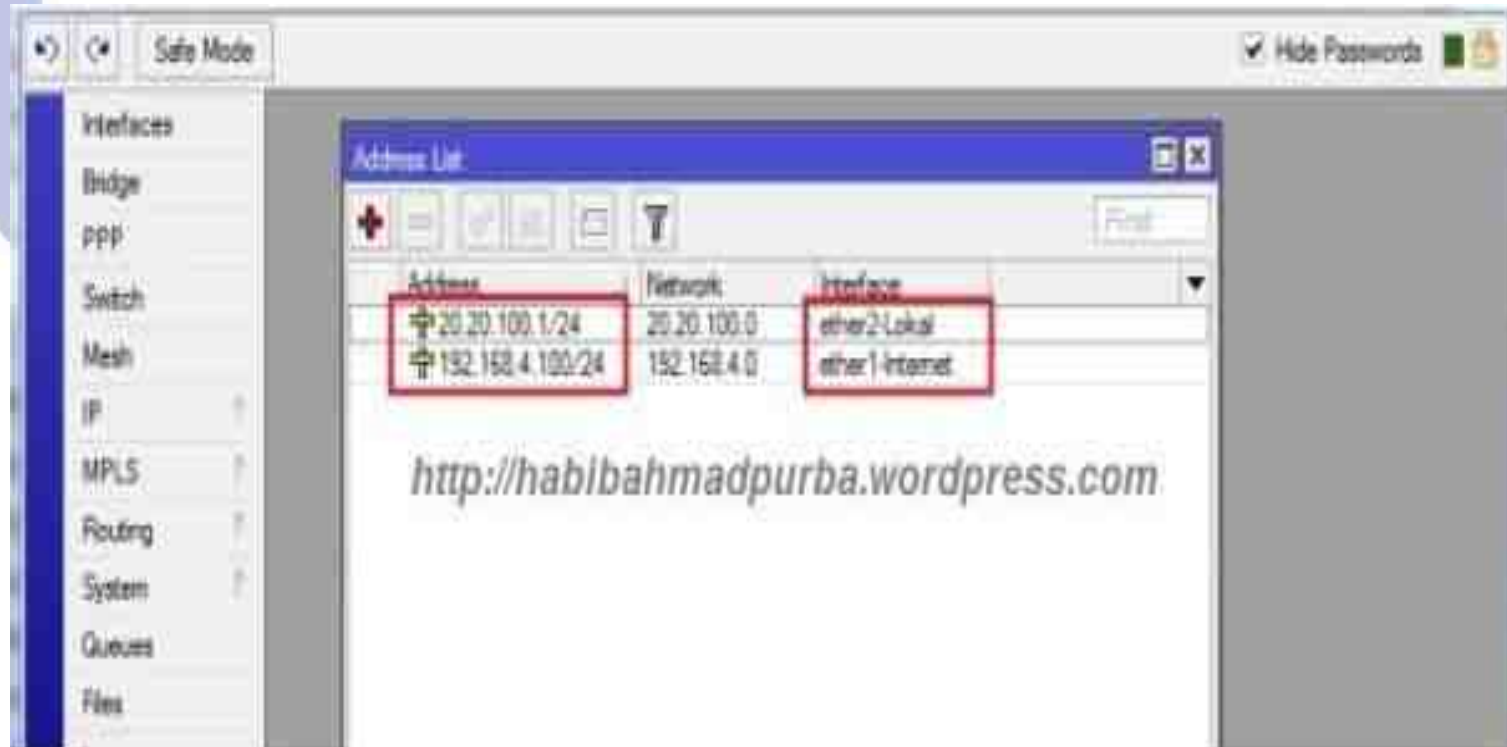 Safe Mode
Hide Passwords
Interfaces
Bridge
PPP
Switch
Mesh
IP
MPLS
Routing
System
Queues
Files
Address List
Find
Address Network Interface
20.20.100.1/24 20.20.100.0 ether2-Lokal
192.168.4.100/24 192.168.4.0 ether1-Internet
http://habibahmadpurba.wordpress.com